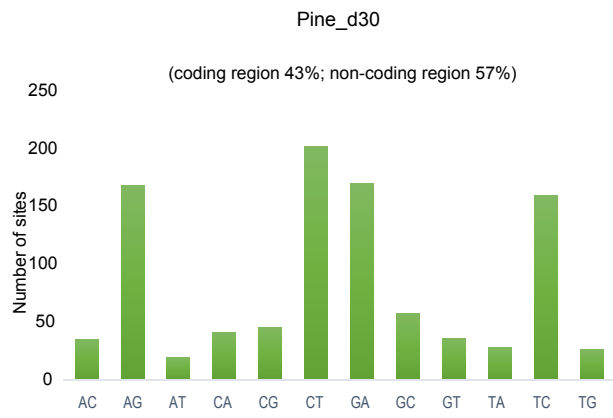 Pine_d30
(coding region 43%; non-coding region 57%)
Number of sites
250
200
150
100
50
0
AC AG AT CA CG CT GA GC GT TA TC TG